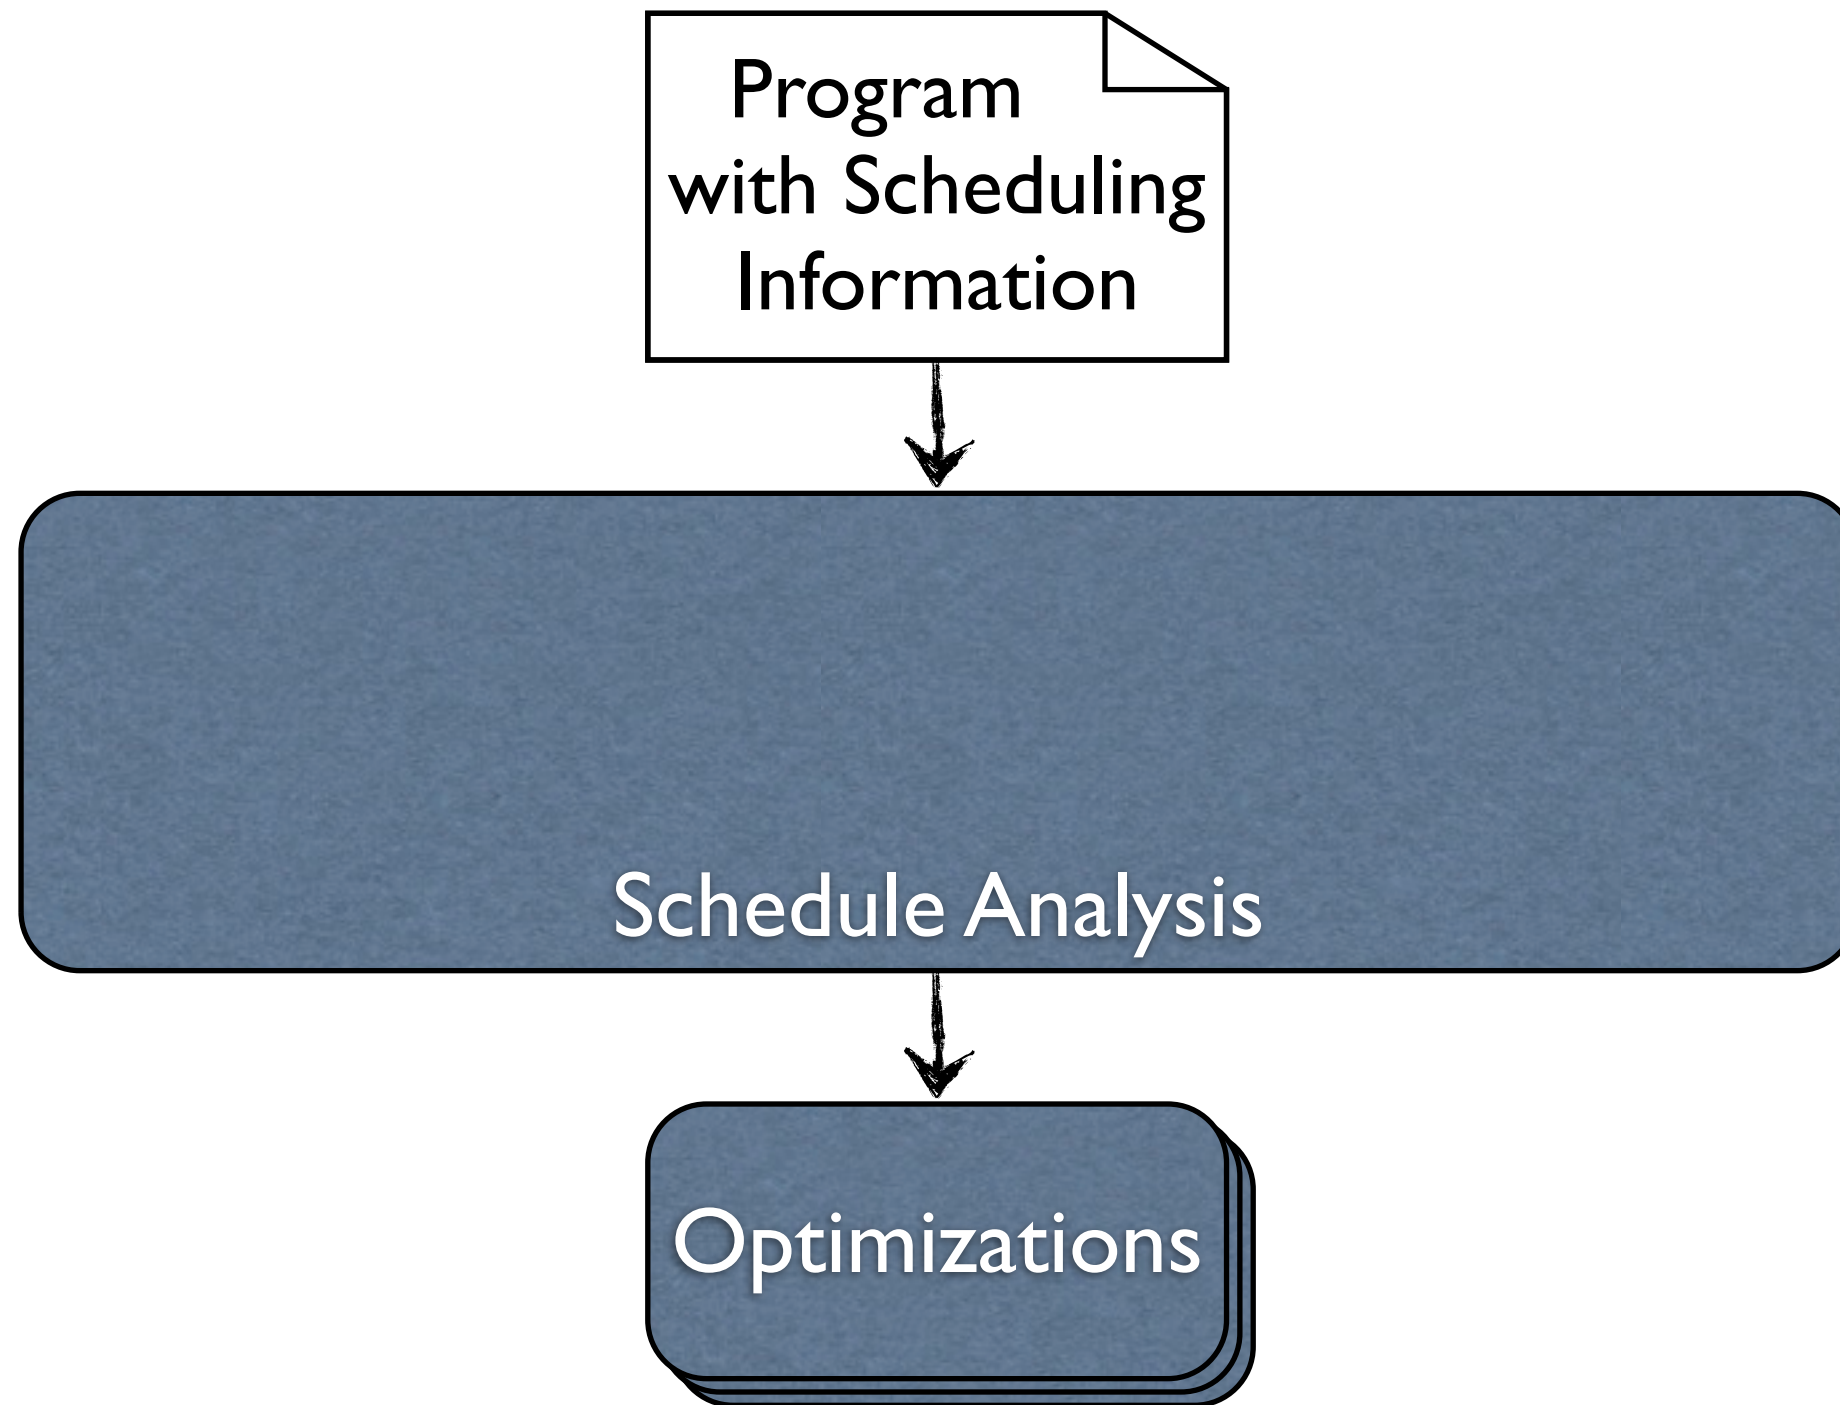 Program
with Scheduling
Information
Schedule Analysis
Optimizations